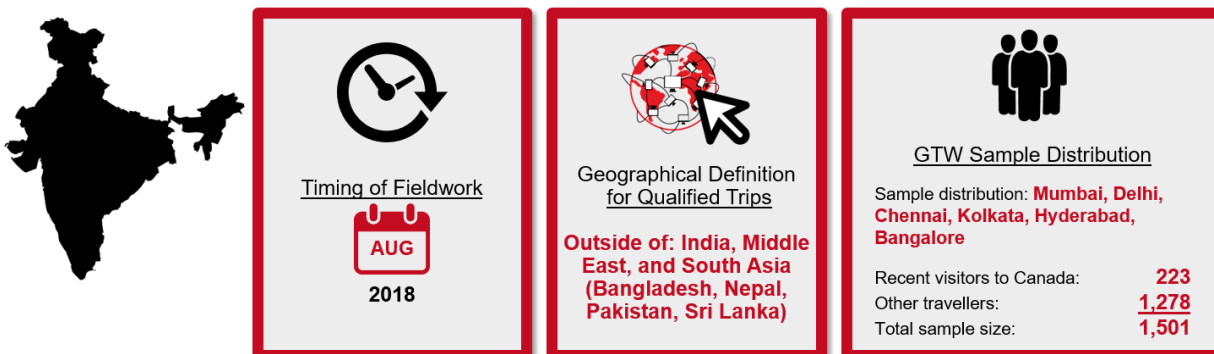 Timing of Fieldwork
AUG
2018
Geographical Definition
for Qualified Trips
Outside of: India, Middle
East, and South Asia
(Bangladesh, Nepal,
Pakistan, Sri Lanka)
GTW Sample Distribution
Sample distribution: Mumbai, Delhi,
Chennai, Kolkata, Hyderabad,
Bangalore
Recent visitors to Canada: 223
Other travellers: 1,278
Total sample size: 1,501